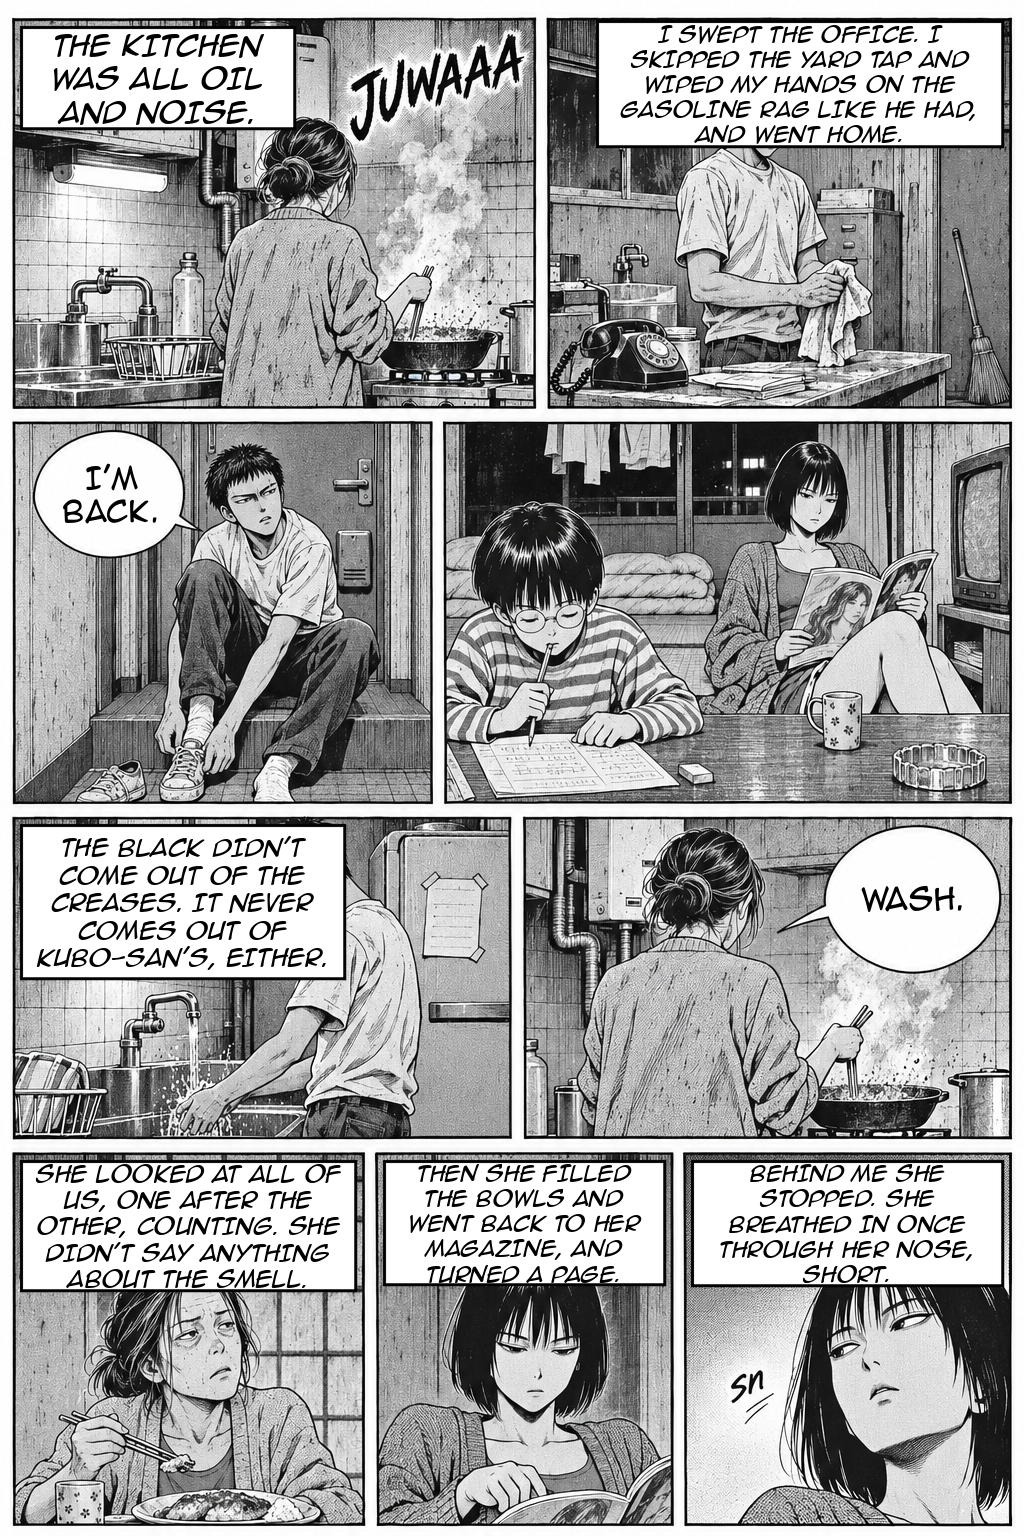 I SWEPT THE OFFICE. I
SKIPPED THE YARD TAP AND
WIPED MY HANDS ON THE
GASOLINE RAG LIKE HE HAD,
AND WENT HOME.
THE KITCHEN
WAS ALL OIL
AND NOISE.
JUWAAA
I'M
BACK.
WASH.
THE BLACK DIDN'T
COME OUT OF THE
CREASES. IT NEVER
COMES OUT OF
KUBO-SAN'S, EITHER.
BEHIND ME SHE
STOPPED. SHE
BREATHED IN ONCE
THROUGH HER NOSE,
SHORT.
sn
THEN SHE FILLED
THE BOWLS AND
WENT BACK TO HER
MAGAZINE, AND
TURNED A PAGE.
SHE LOOKED AT ALL OF
US, ONE AFTER THE
OTHER, COUNTING. SHE
DIDN'T SAY ANYTHING
ABOUT THE SMELL.